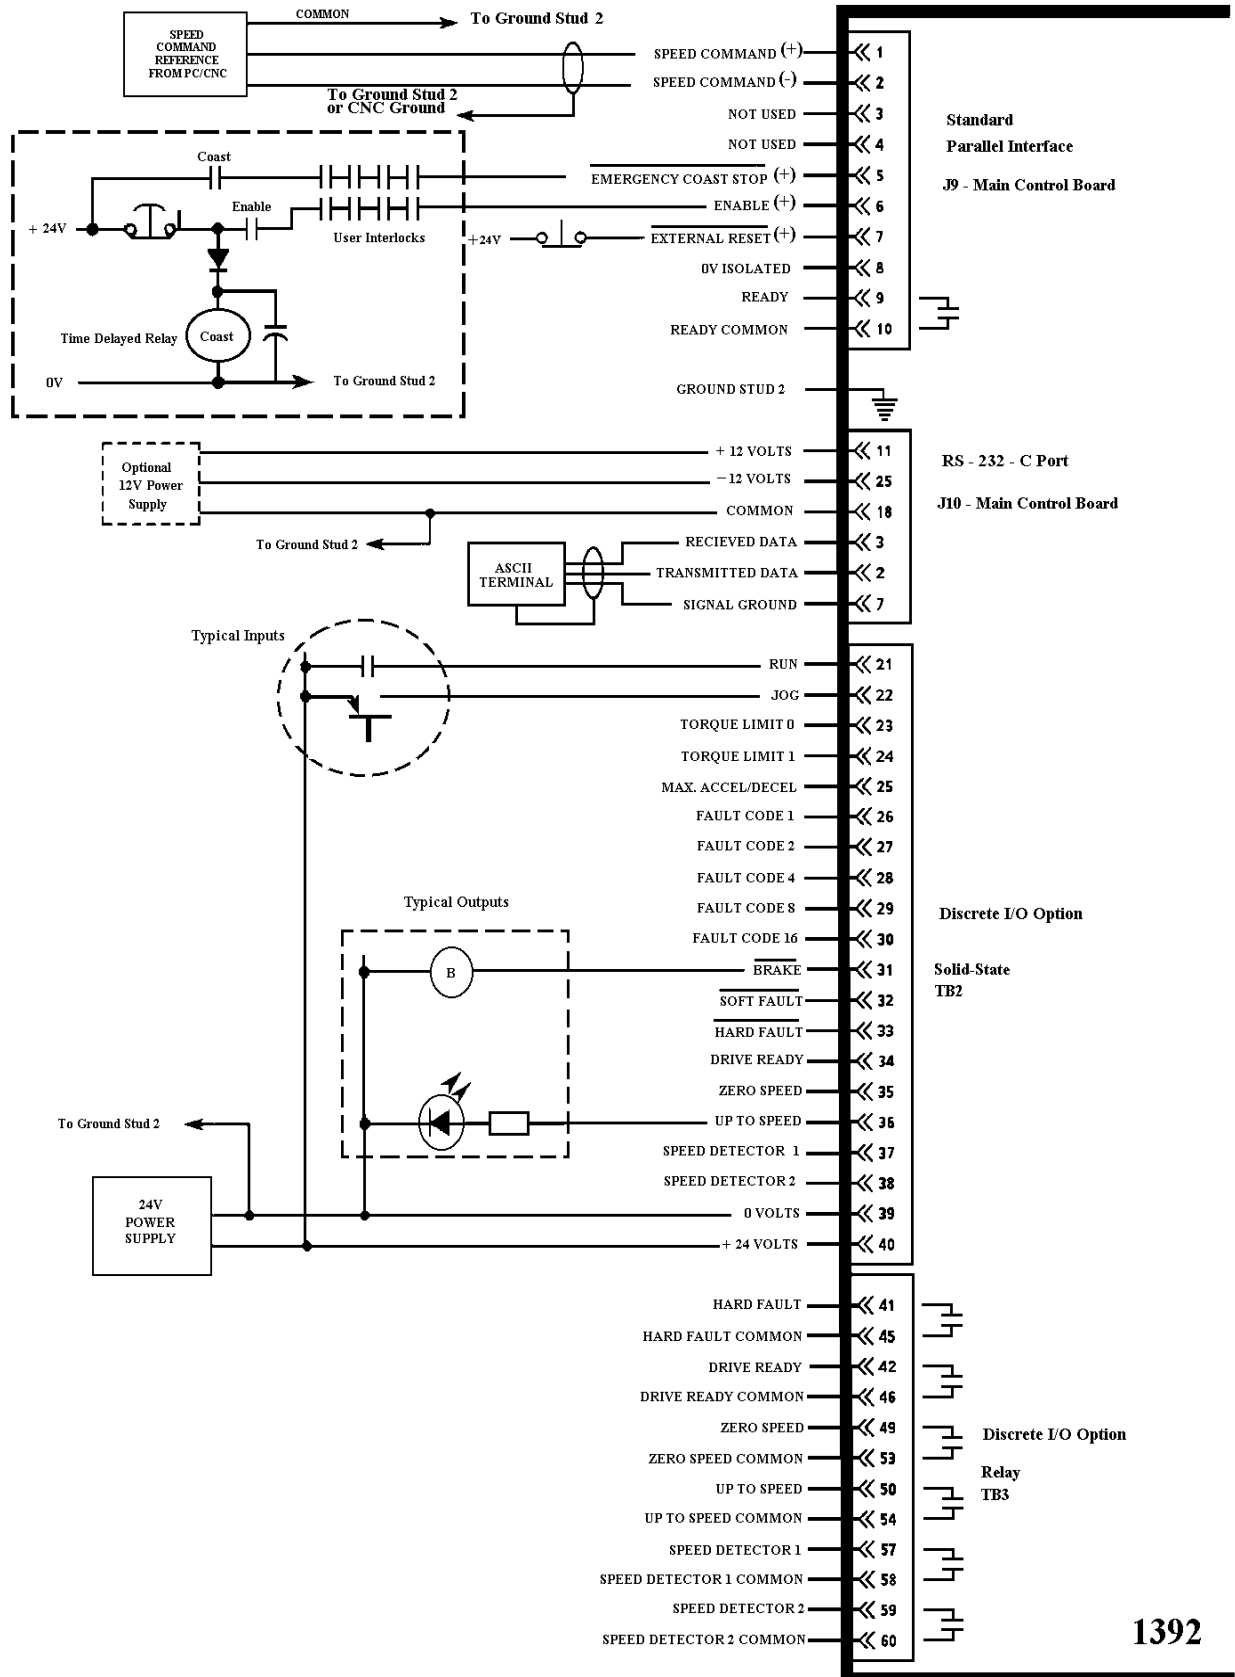 SPEED
COMMAND
REFERENCE
FROM PC/CNC
COMMON
To Ground Stud 2
SPEED COMMAND (+)
1
SPEED COMMAND (-)
2
To Ground Stud 2
or CNC Ground
NOT USED
3
NOT USED
4
Standard
Parallel Interface
J9 - Main Control Board
Coast
EMERGENCY COAST STOP (+)
5
Enable
ENABLE (+)
6
+ 24V
User Interlocks
+24V
EXTERNAL RESET (+)
7
0V ISOLATED
8
READY
9
READY COMMON
10
Time Delayed Relay
Coast
0V
To Ground Stud 2
GROUND STUD 2
Optional
12V Power
Supply
+ 12 VOLTS
11
−12 VOLTS
25
COMMON
18
RS - 232 - C Port
J10 - Main Control Board
To Ground Stud 2
ASCII
TERMINAL
RECIEVED DATA
3
TRANSMITTED DATA
2
SIGNAL GROUND
7
Typical Inputs
RUN
21
JOG
22
TORQUE LIMIT 0
23
TORQUE LIMIT 1
24
MAX. ACCEL/DECEL
25
FAULT CODE 1
26
FAULT CODE 2
27
FAULT CODE 4
28
FAULT CODE 8
29
FAULT CODE 16
30
Discrete I/O Option
Solid-State
TB2
Typical Outputs
B
BRAKE
31
SOFT FAULT
32
HARD FAULT
33
DRIVE READY
34
ZERO SPEED
35
UP TO SPEED
36
SPEED DETECTOR 1
37
SPEED DETECTOR 2
38
To Ground Stud 2
24V
POWER
SUPPLY
0 VOLTS
39
+ 24 VOLTS
40
HARD FAULT
41
HARD FAULT COMMON
45
DRIVE READY
42
DRIVE READY COMMON
46
ZERO SPEED
49
ZERO SPEED COMMON
53
UP TO SPEED
50
UP TO SPEED COMMON
54
SPEED DETECTOR 1
57
SPEED DETECTOR 1 COMMON
58
SPEED DETECTOR 2
59
SPEED DETECTOR 2 COMMON
60
Discrete I/O Option
Relay
TB3
1392